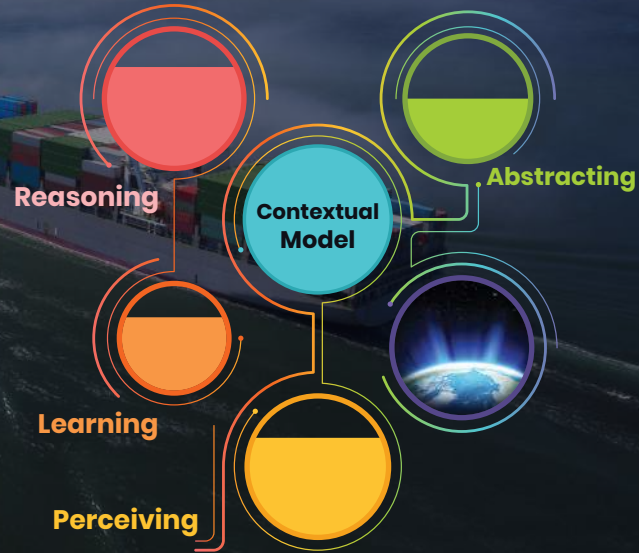 Reasoning
Abstracting
Contextual
Model
Learning
Perceiving